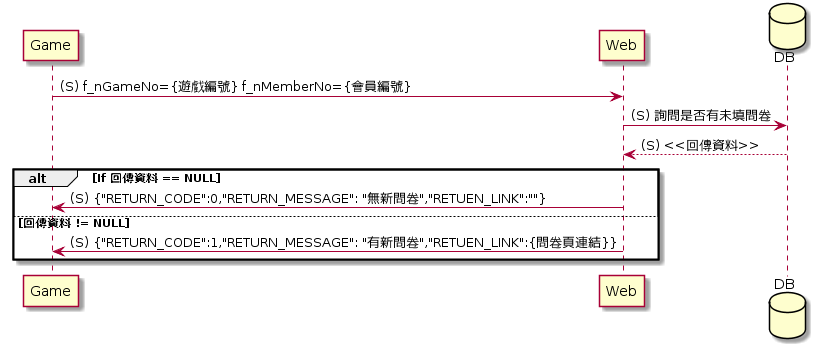 DB
Game
Web
(S) f_nGameNo={遊戲編號} f_nMemberNo={會員編號}
(S) 詢問是否有未填問卷
(S) <<回傳資料>>
alt
[If 回傳資料 == NULL]
(S) {"RETURN_CODE":0,"RETURN_MESSAGE": "無新問卷","RETUEN_LINK":""}
[回傳資料 != NULL]
(S) {"RETURN_CODE":1,"RETURN_MESSAGE": "有新問卷","RETUEN_LINK":{問卷頁連結}}
Game
Web
DB